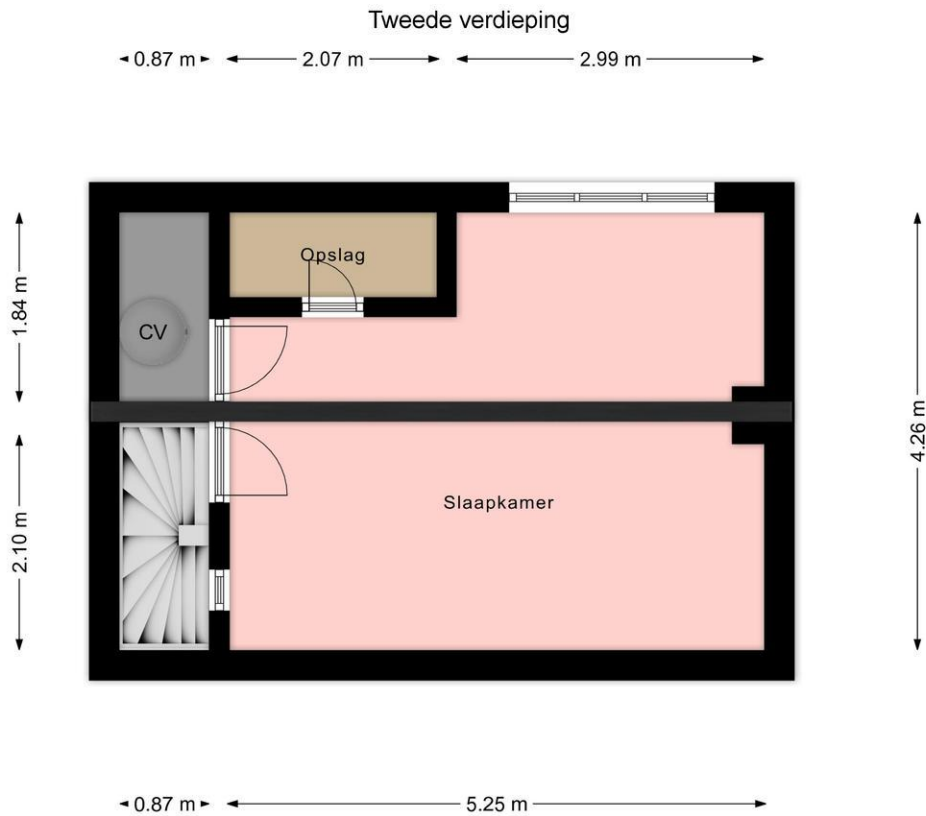 Tweede verdieping
0.87 m
2.07 m
2.99 m
Opslag
1.84 m
CV
4.26 m
Slaapkamer
2.10 m
0.87 m
5.25 m